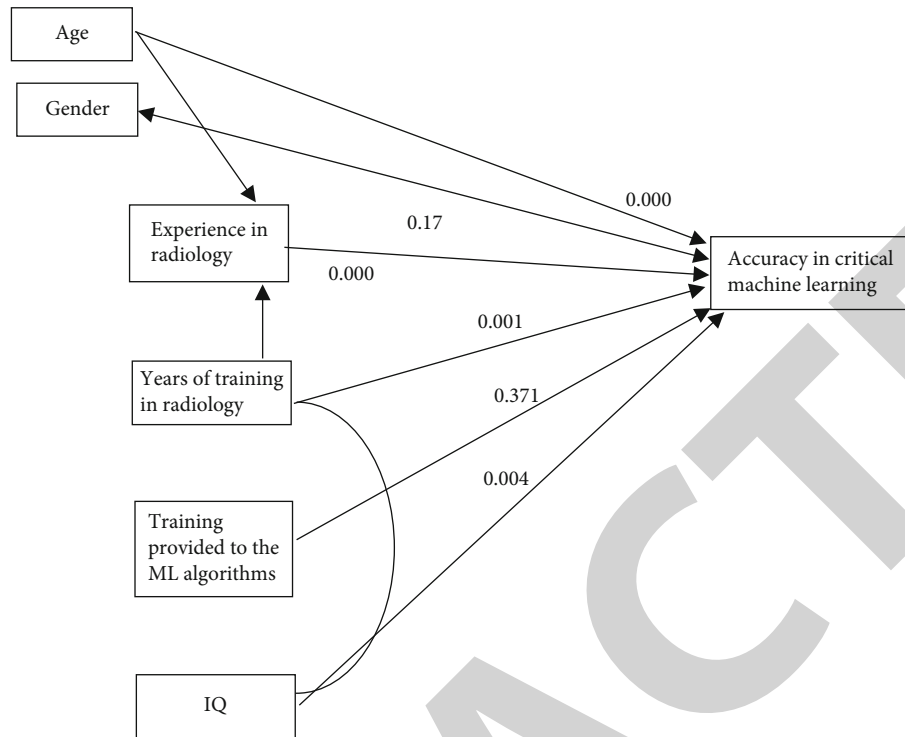 Age
Gender
0.000
0.17
Experience in
radiology
0.000
Accuracy in critical
machine learning
0.001
Years of training
in radiology
0.371
0.004
Training
provided to the
ML algorithms
IQ
ACTE